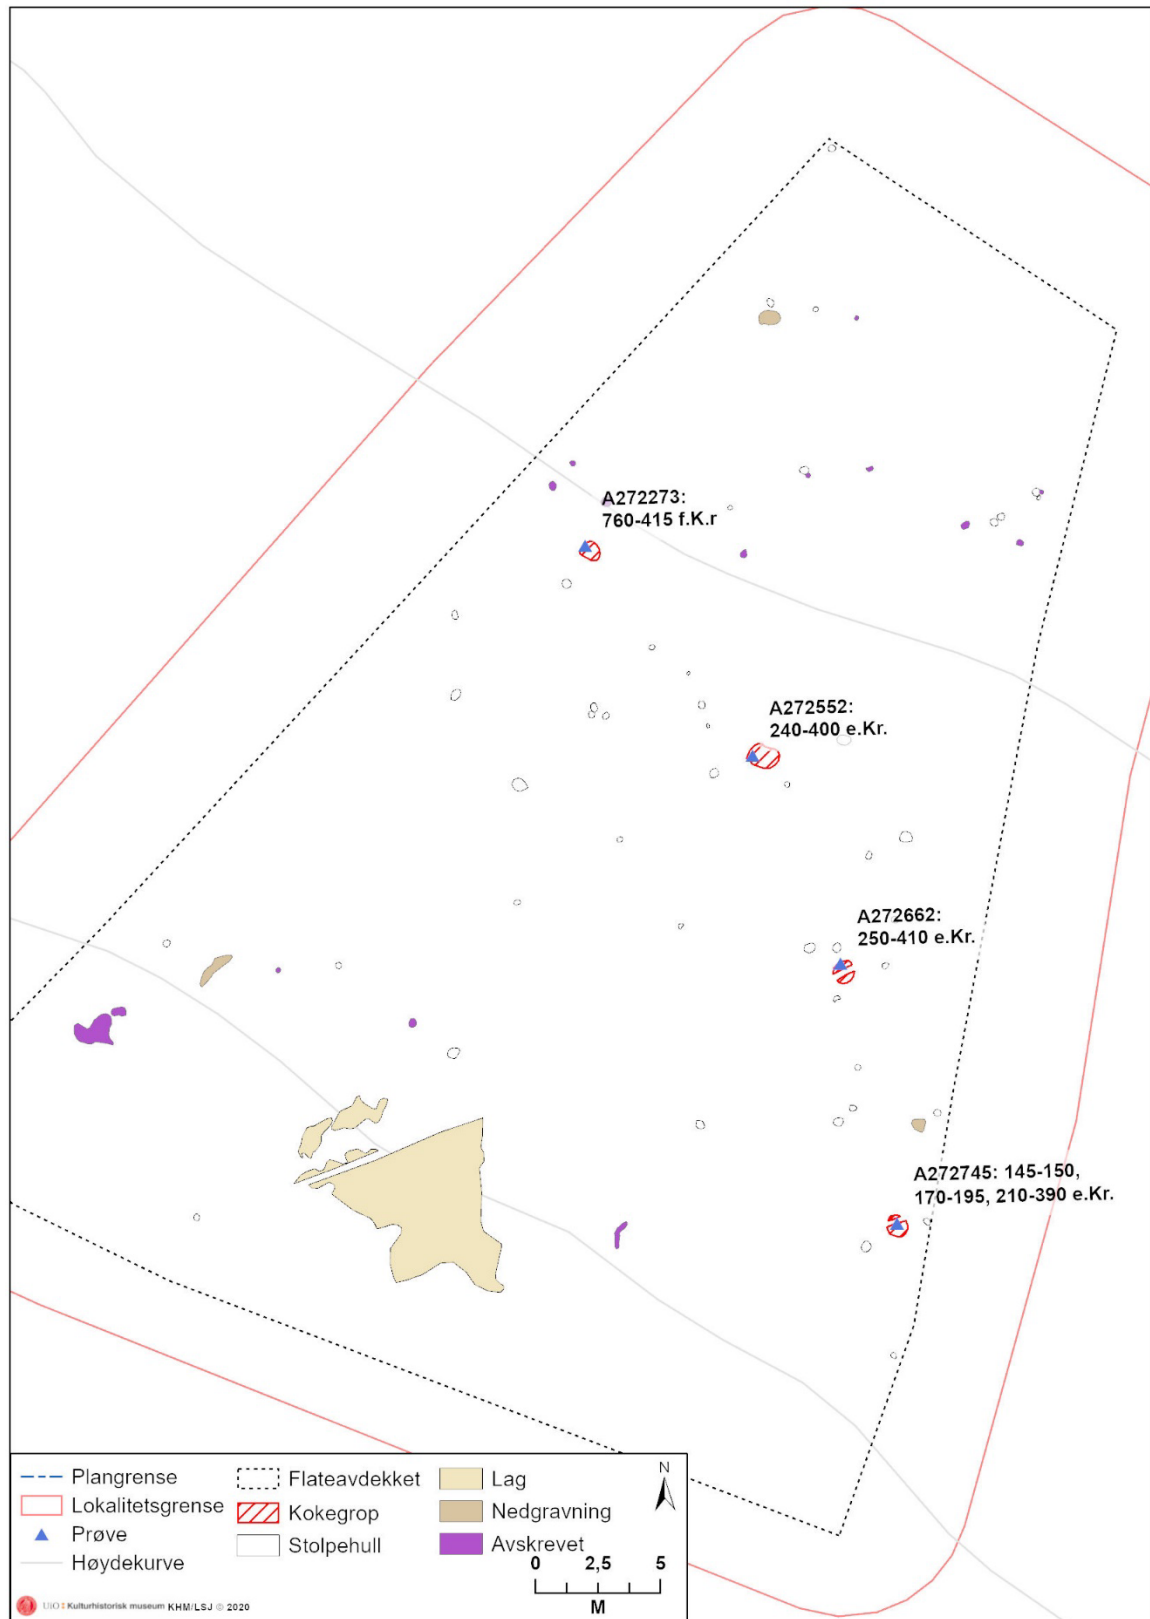 A272273:
760-415 f.K.r
A272552:
240-400 e.Kr.
A272662:
250-410 e.Kr.
A272745: 145-150,
170-195, 210-390 e.Kr.
Plangrense
Lokalitetsgrense
Prøve
Høydekurve
Flateavdekket
Kokegrop
Stolpehull
Lag
Nedgravning
Avskrevet
N
0 2,5 5
M
UiO Kulturhistorisk museum KHM/LSJ © 2020